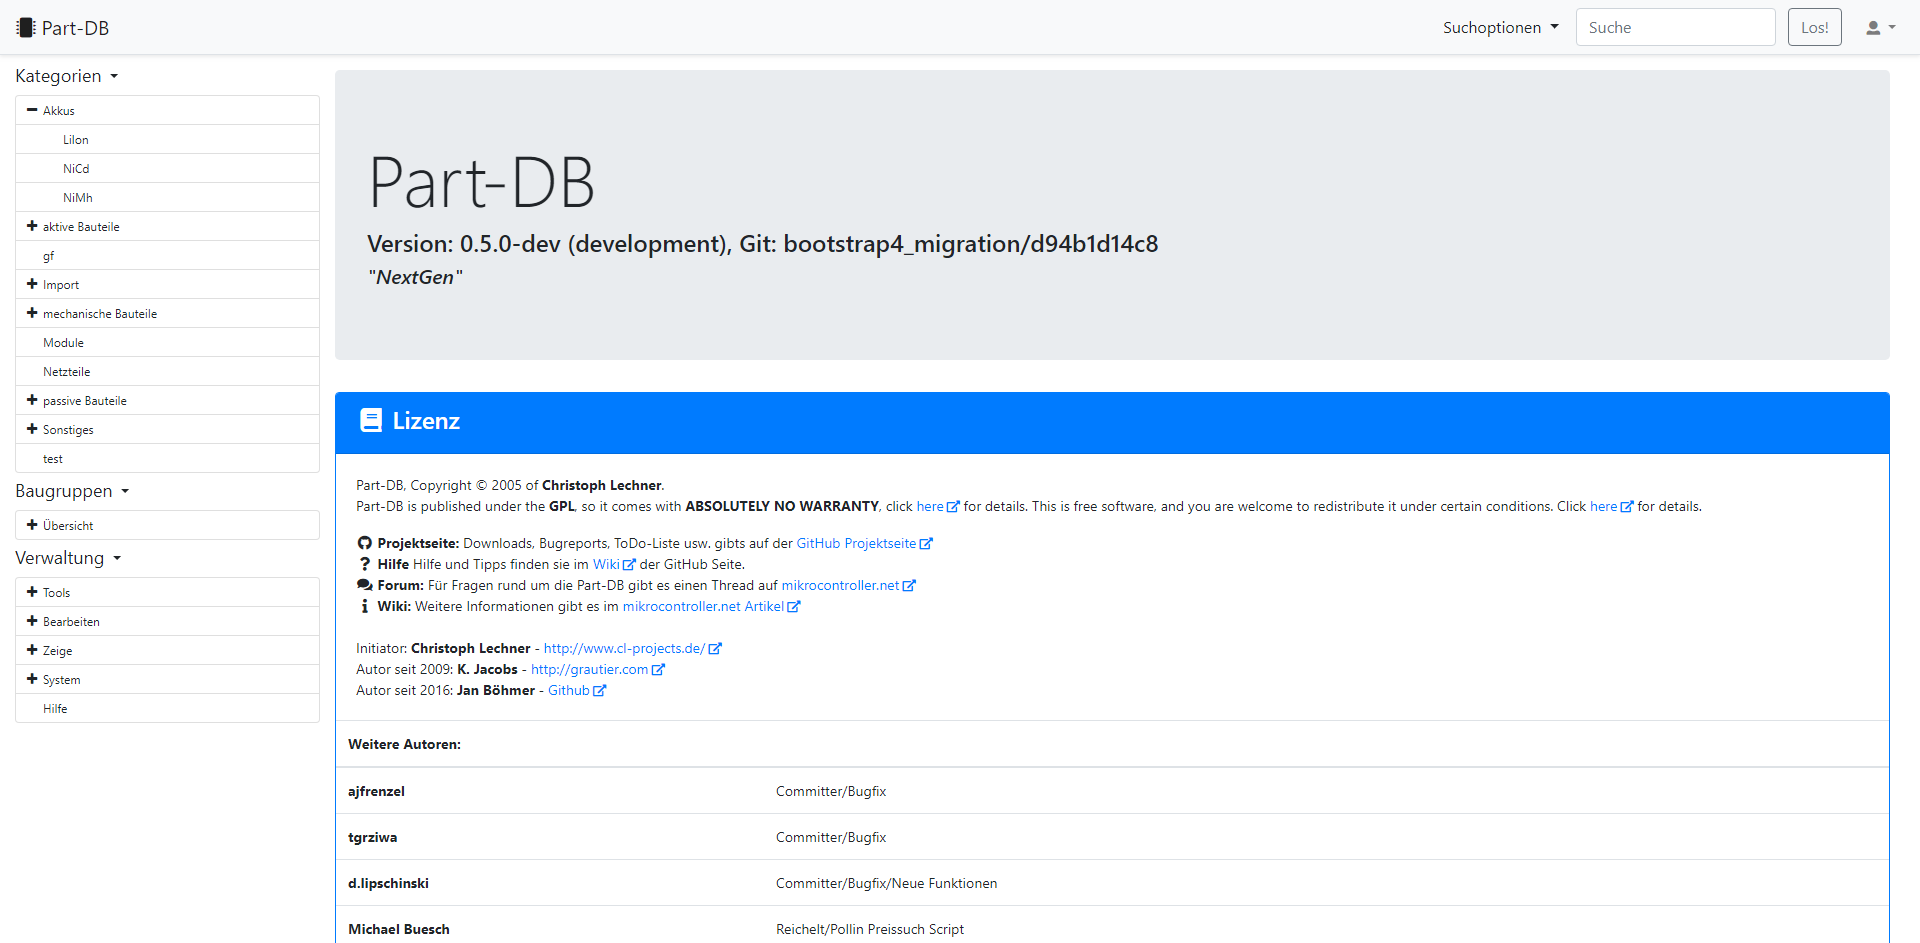 Part-DB
Suchoptionen
Suche
Los!
Kategorien
Akkus
LiIon
NiCd
NiMh
aktive Bauteile
gf
Import
mechanische Bauteile
Module
Netzteile
passive Bauteile
Sonstiges
test
Baugruppen
Übersicht
Verwaltung
Tools
Bearbeiten
Zeige
System
Hilfe
Part-DB
Version: 0.5.0-dev (development), Git: bootstrap4_migration/d94b1d14c8
"NextGen"
Lizenz
Part-DB, Copyright © 2005 of Christoph Lechner.
Part-DB is published under the GPL, so it comes with ABSOLUTELY NO WARRANTY, click here for details. This is free software, and you are welcome to redistribute it under certain conditions. Click here for details.
Projektseite: Downloads, Bugreports, ToDo-Liste usw. gibts auf der GitHub Projektseite
Hilfe Hilfe und Tipps finden sie im Wiki der GitHub Seite.
Forum: Für Fragen rund um die Part-DB gibt es einen Thread auf mikrocontroller.net
Wiki: Weitere Informationen gibt es im mikrocontroller.net Artikel
Initiator: Christoph Lechner - http://www.cl-projects.de/
Autor seit 2009: K. Jacobs - http://grautier.com
Autor seit 2016: Jan Böhmer - Github
Weitere Autoren:
ajfrenzel Committer/Bugfix
tgrziwa Committer/Bugfix
d.lipschinski Committer/Bugfix/Neue Funktionen
Michael Buesch Reichelt/Pollin Preissuch Script